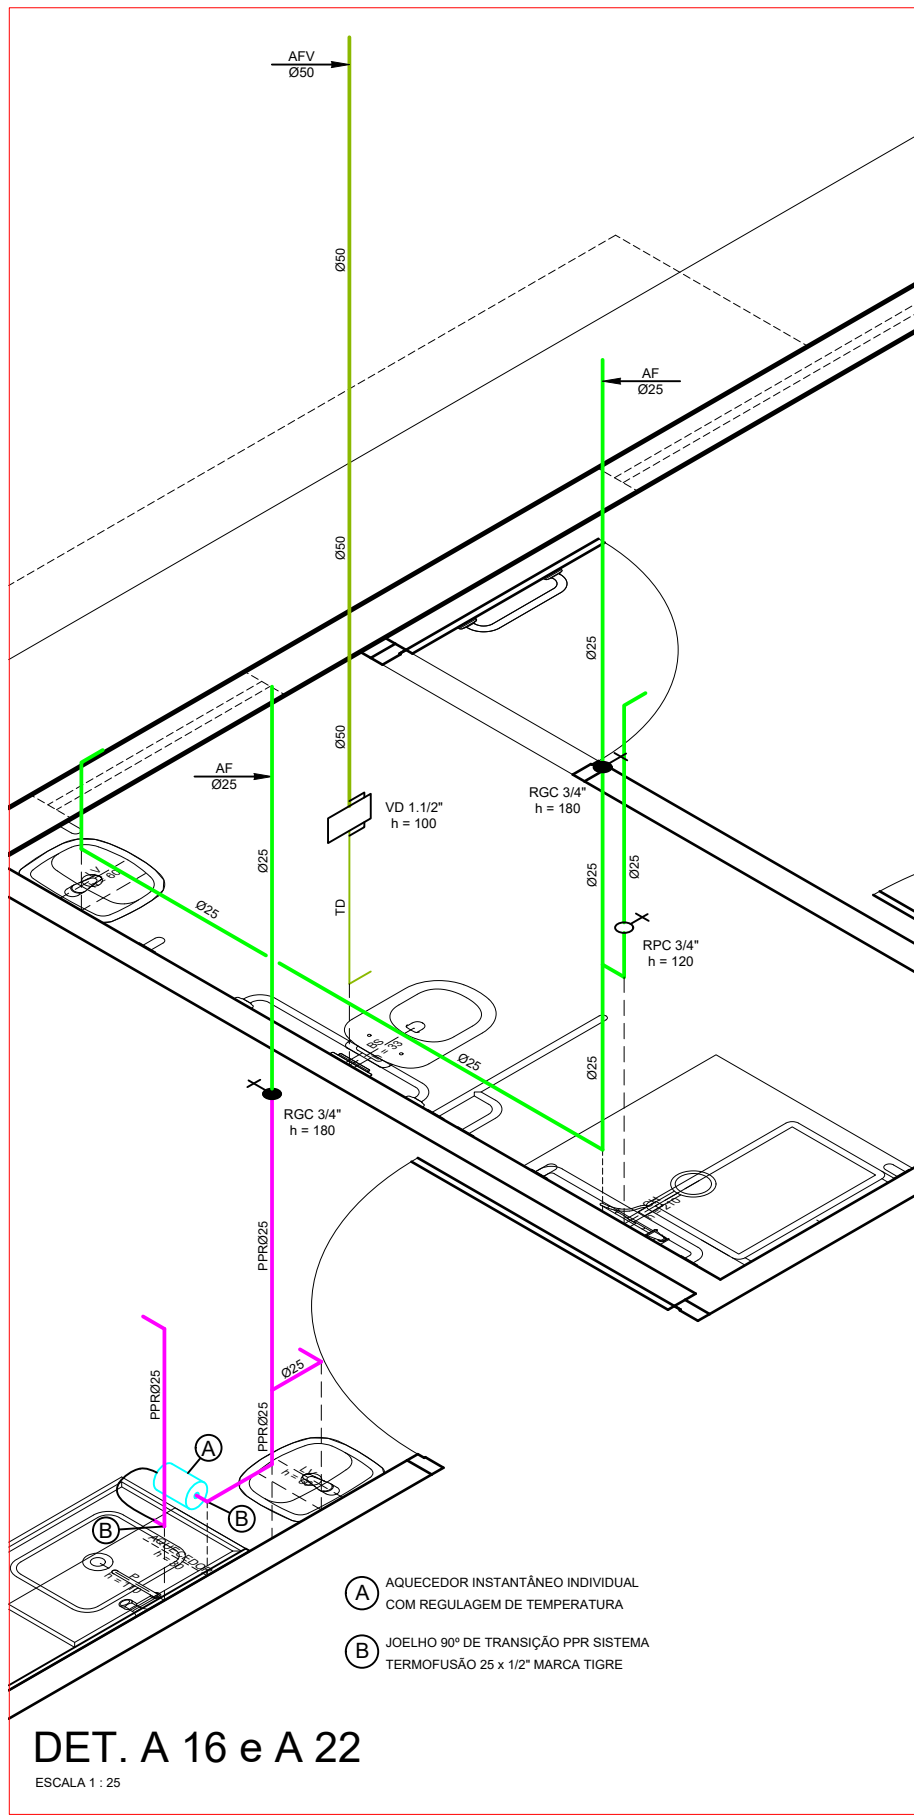 AFV
Ø50
Ø50
AF
Ø25
Ø50
Ø25
Ø50
AF
Ø25
RGC 3/4"
h = 180
VD 1.1/2"
h = 100
Ø25
Ø25
Ø25
Ø25
TD
RPC 3/4"
h = 120
Ø25
Ø25
RGC 3/4"
h = 180
PPRØ25
PPRØ25
Ø25
PPRØ25
A
B
B
AQUECEDOR
P
A
AQUECEDOR INSTANTÂNEO INDIVIDUAL
COM REGULAGEM DE TEMPERATURA
B
JOELHO 90º DE TRANSIÇÃO PPR SISTEMA
TERMOFUSÃO 25 x 1/2" MARCA TIGRE
DET. A 16 e A 22
ESCALA 1 : 25